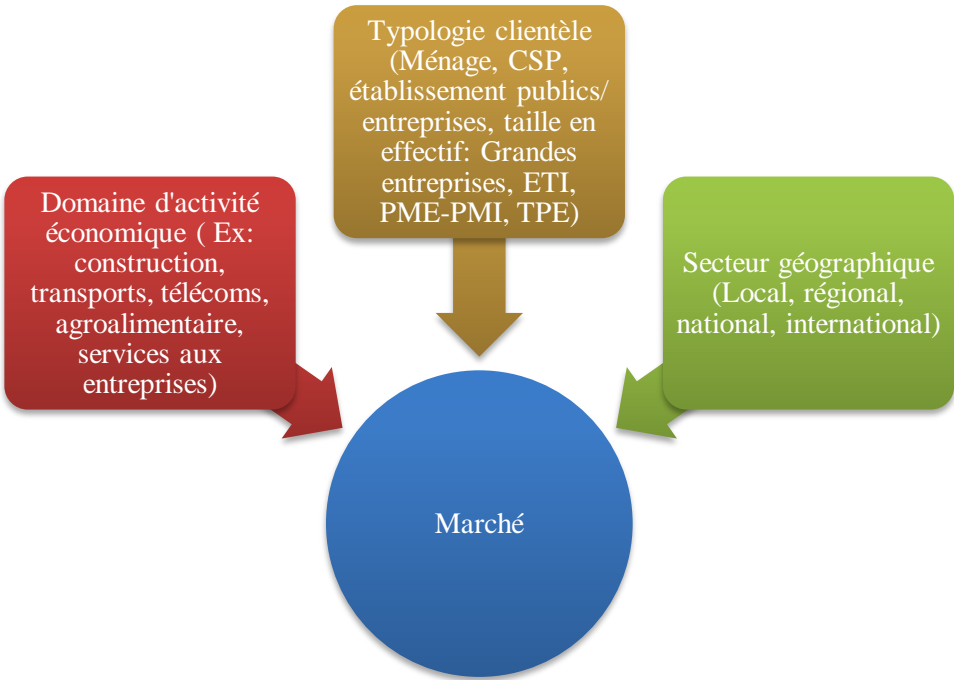 Typologie clientèle
(Ménage, CSP,
établissement publics/
entreprises, taille en
effectif: Grandes
entreprises, ETI,
PME-PMI, TPE)
Domaine d'activité
économique ( Ex:
construction,
transports, télécoms,
agroalimentaire,
services aux
entreprises)
Secteur géographique
(Local, régional,
national, international)
Marché